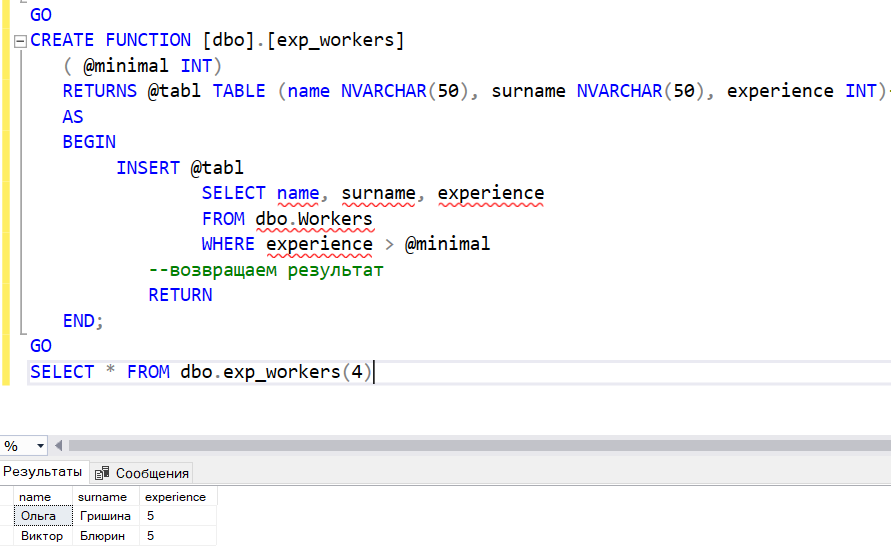 GO
CREATE FUNCTION [dbo].[exp_workers]
( @minimal INT)
RETURNS @tabl TABLE (name NVARCHAR(50), surname NVARCHAR(50), experience INT)
AS
BEGIN
INSERT @tabl
SELECT name, surname, experience
FROM dbo.Workers
WHERE experience > @minimal
--возвращаем результат
RETURN
END;
GO
SELECT * FROM dbo.exp_workers(4)
%
Результаты Сообщения
name surname experience
Ольга Гришина 5
Виктор Блюрин 5